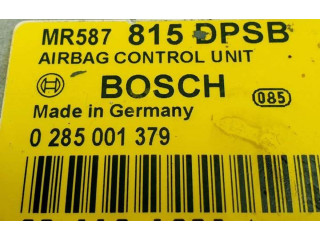 MR587 815 DPSB
AIRBAG CONTROL UNIT
BOSCH
085
Made in Germany
0 285 001 379